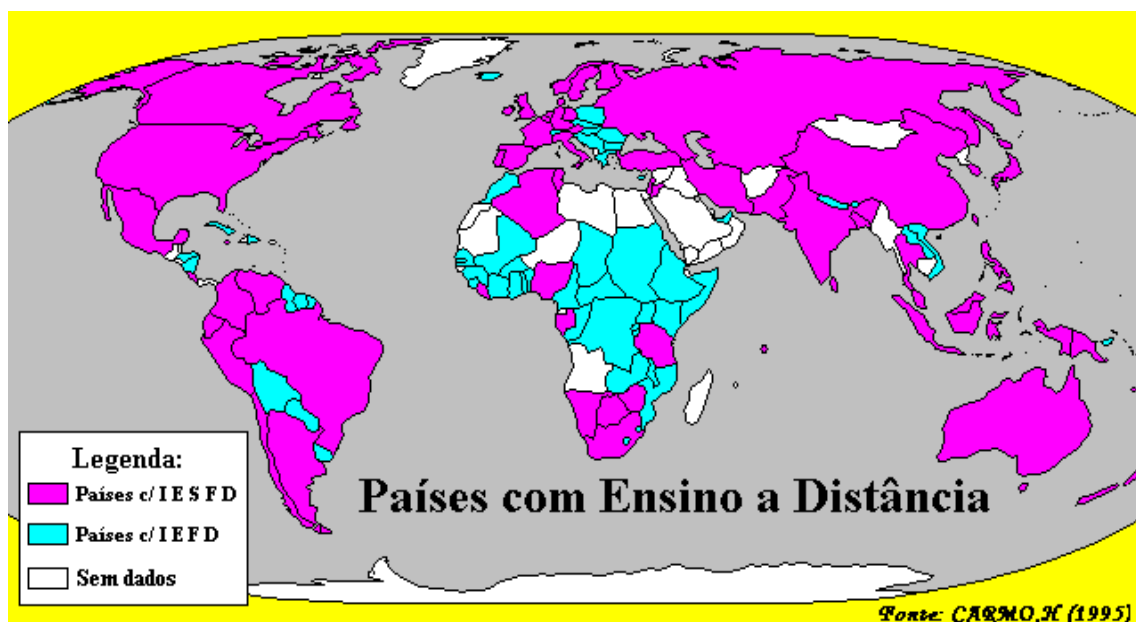 Legenda:
Países c/ I E S F D
Países c/ I E F D
Sem dados
Países com Ensino a Distância
Fonte: CARMO,H (1995)